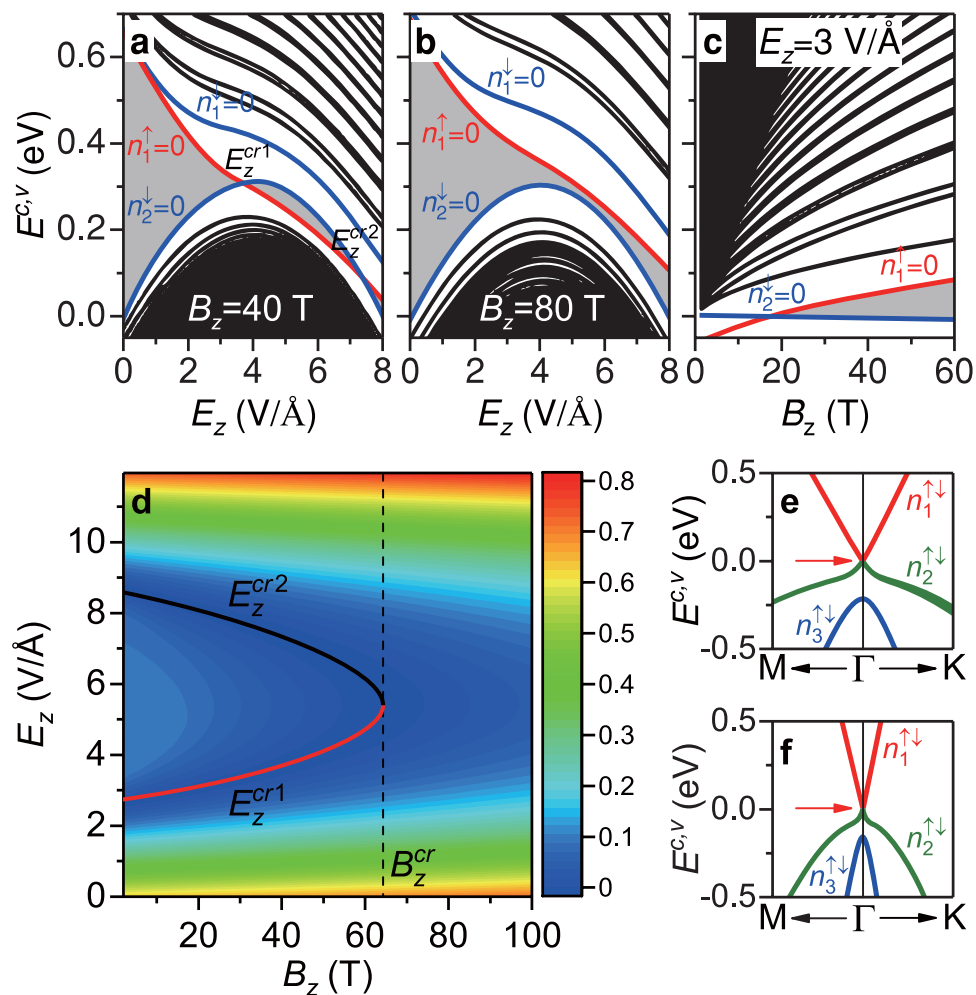 a
b
c
E_z=3 V/Å
0.6
0.4
0.2
0.0
E^{c,v} (eV)
n_1^↓=0
n_1^↑=0
E_z^{cr1}
n_2^↓=0
E_z^{cr2}
B_z=40 T
n_1^↓=0
n_1^↑=0
n_2^↓=0
B_z=80 T
n_1^↑=0
n_2^↓=0
0 2 4 6 8
0 2 4 6 8
0 20 40 60
E_z (V/Å)
E_z (V/Å)
B_z (T)
d
10
8
6
4
2
0
E_z (V/Å)
E_z^{cr2}
E_z^{cr1}
B_z^{cr}
20 40 60 80 100
B_z (T)
0.8
0.7
0.6
0.5
0.4
0.3
0.2
0.1
0
e
0.5
0.0
-0.5
E^{c,v} (eV)
n_1^{↑↓}
n_2^{↑↓}
n_3^{↑↓}
M ← Γ → K
f
0.5
0.0
-0.5
E^{c,v} (eV)
n_1^{↑↓}
n_2^{↑↓}
n_3^{↑↓}
M ← Γ → K